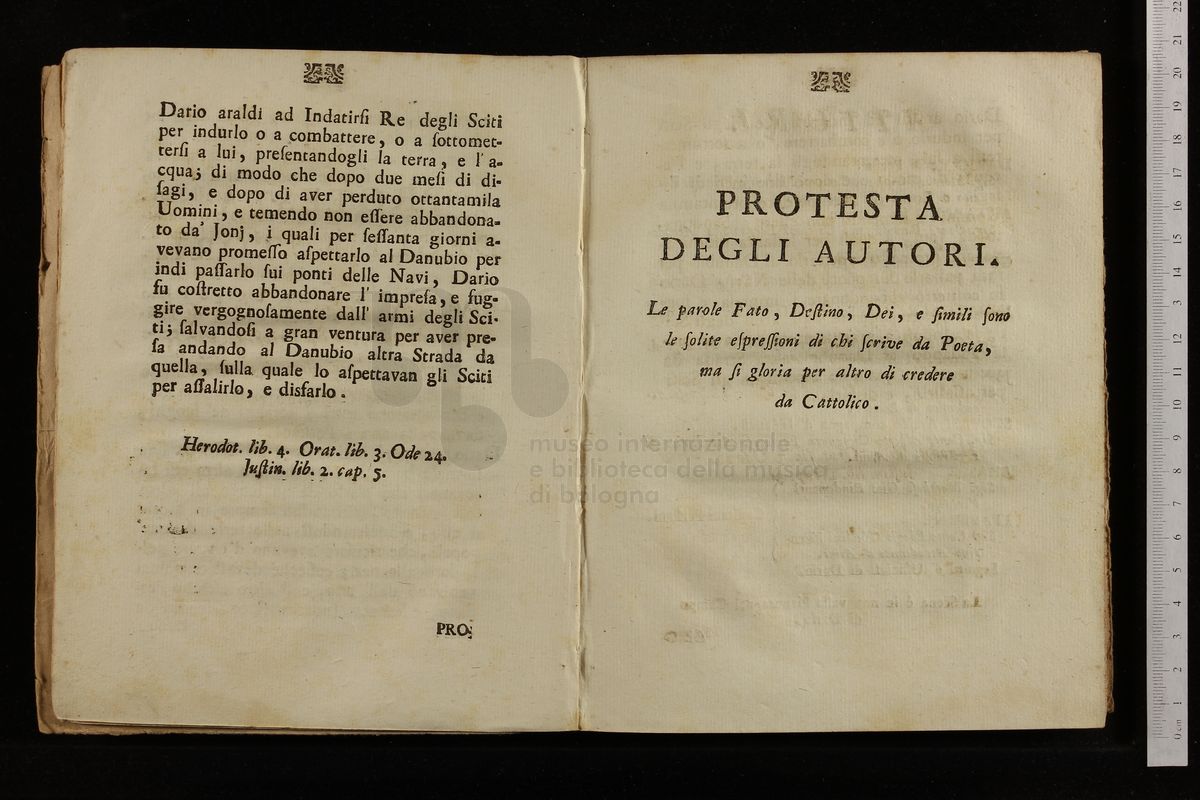 Dario araldi ad Indatirſi Re degli Sciti
per indurlo o a combattere, o a ſottomet-
terſi a lui, preſentandogli la terra, e l'a-
cqua; di modo che dopo due meſi di di-
ſagi, e dopo di aver perduto ottantamila
Uomini, e temendo non eſſere abbandona-
to da' Jonj, i quali per ſeſſanta giorni a-
vevano promeſſo aſpettarlo al Danubio per
indi paſſarlo ſui ponti delle Navi, Dario
fu coſtretto abbandonare l' impreſa, e fug-
gire vergognoſamente dall' armi degli Sci-
ti; ſalvandoſi a gran ventura per aver pre-
ſa andando al Danubio altra Strada da
quella, ſulla quale lo aſpettavan gli Sciti
per aſſalirlo, e disfarlo.
Herodot. lib. 4. Orat. lib. 3. Ode 24.
Juſtin. lib. 2. cap. 5.
PRO-
PROTESTA
DEGLI AUTORI.
Le parole Fato, Deſtino, Dei, e ſimili ſono
le ſolite eſpreſſioni di chi ſcrive da Poeta,
ma ſi gloria per altro di credere
da Cattolico.
museo internazionale
e biblioteca della musica
di bologna